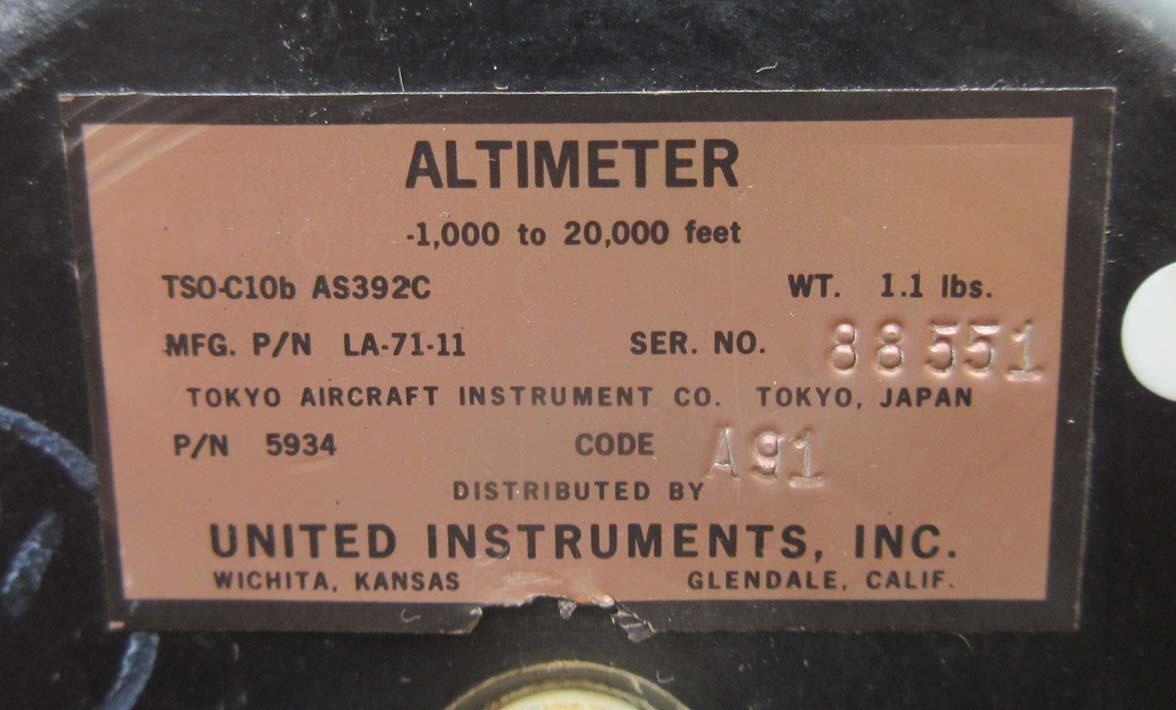 ALTIMETER
-1,000 to 20,000 feet
TSO-C10b AS392C WT. 1.1 lbs.
MFG. P/N LA-71-11 SER. NO. 88551
TOKYO AIRCRAFT INSTRUMENT CO. TOKYO, JAPAN
P/N 5934 CODE A91
DISTRIBUTED BY
UNITED INSTRUMENTS, INC.
WICHITA, KANSAS GLENDALE, CALIF.